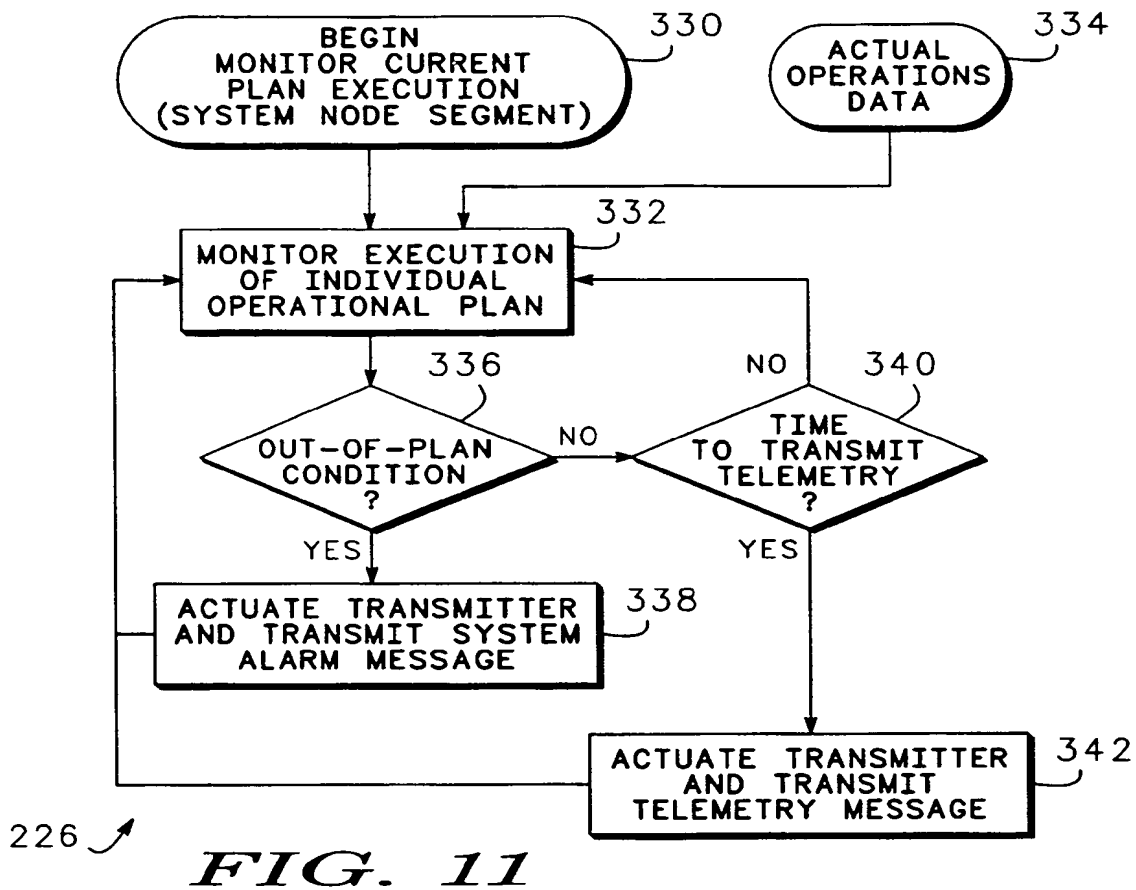 BEGIN
MONITOR CURRENT
PLAN EXECUTION
(SYSTEM NODE SEGMENT)
330
ACTUAL
OPERATIONS
DATA
334
MONITOR EXECUTION
OF INDIVIDUAL
OPERATIONAL PLAN
332
OUT-OF-PLAN
CONDITION
?
336
NO
YES
TIME
TO TRANSMIT
TELEMETRY
?
340
NO
YES
ACTUATE TRANSMITTER
AND TRANSMIT SYSTEM
ALARM MESSAGE
338
ACTUATE TRANSMITTER
AND TRANSMIT
TELEMETRY MESSAGE
342
226
FIG. 11